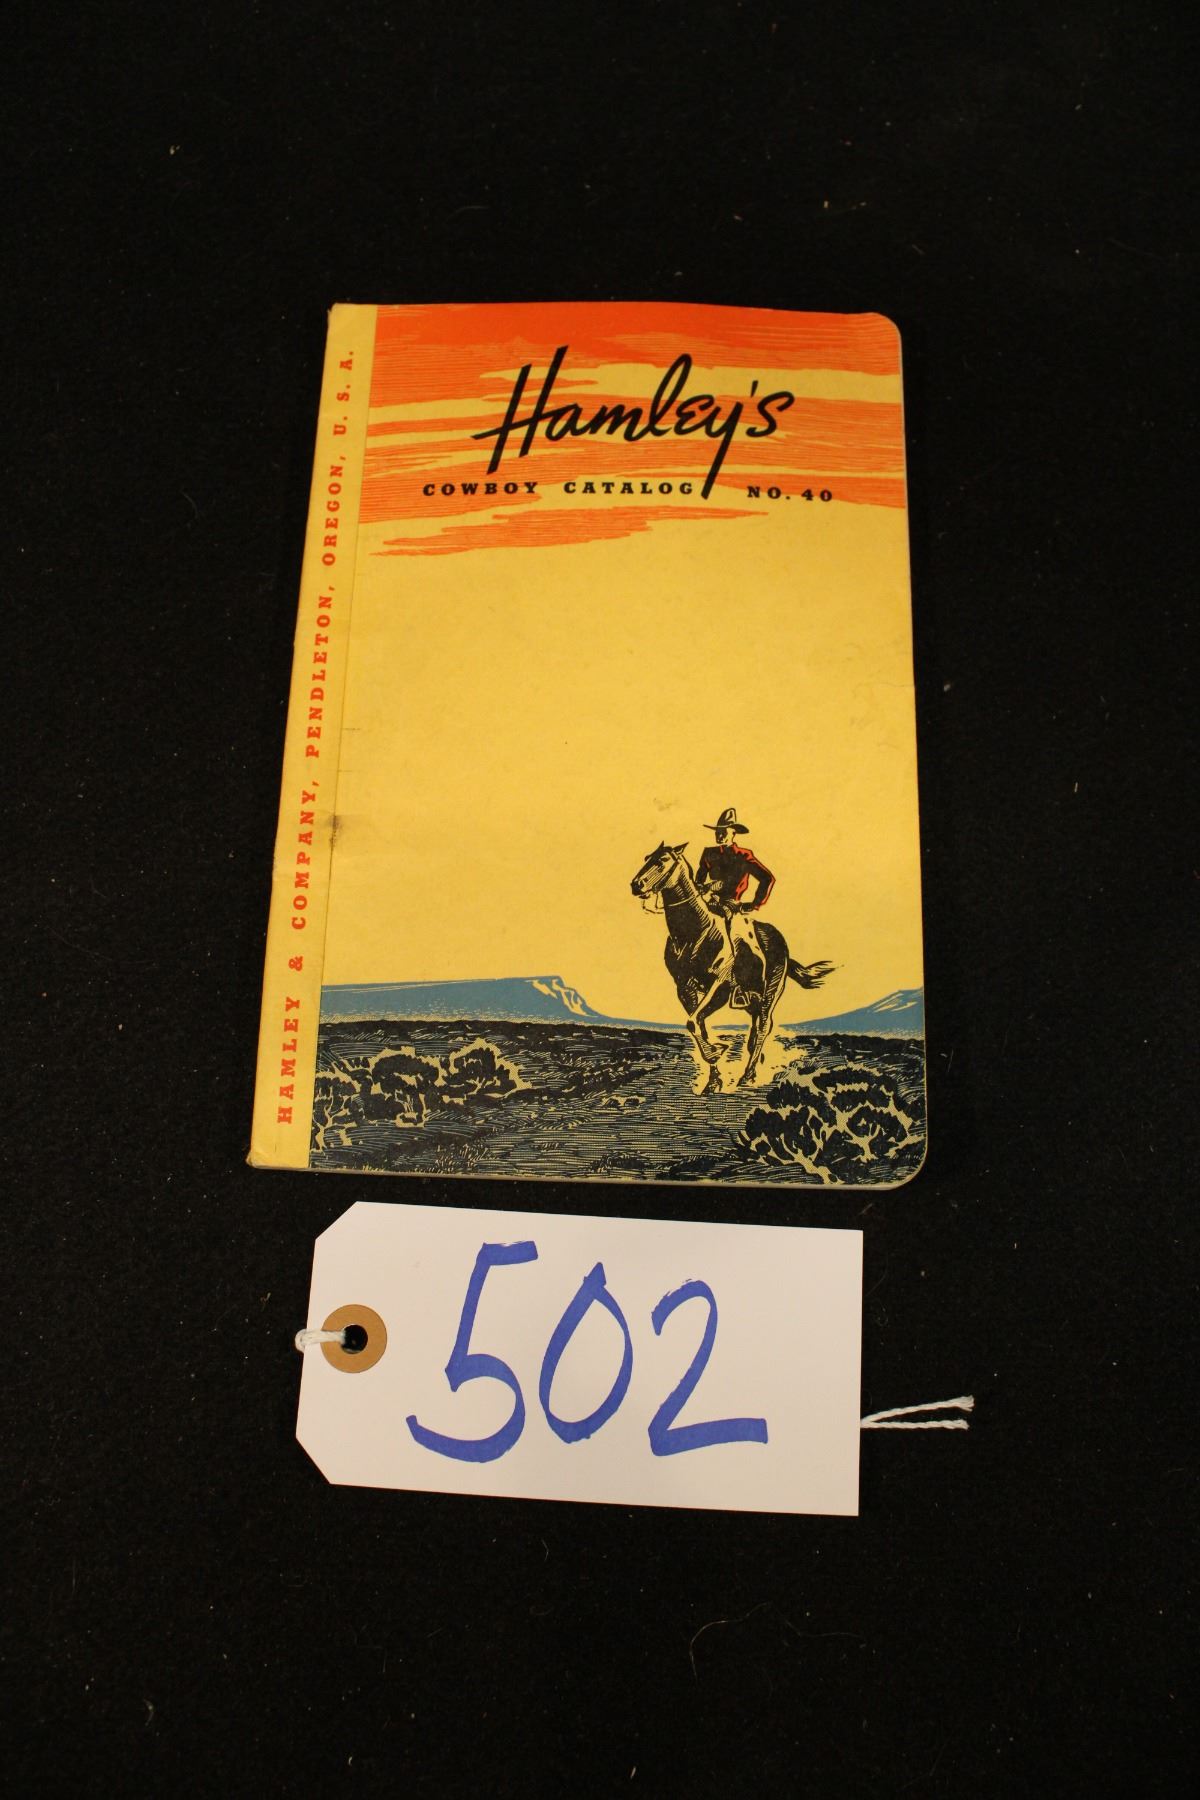 Hamley's
COWBOY CATALOG NO. 40
HAMLEY & COMPANY, PENDLETON, OREGON, U. S. A.
502